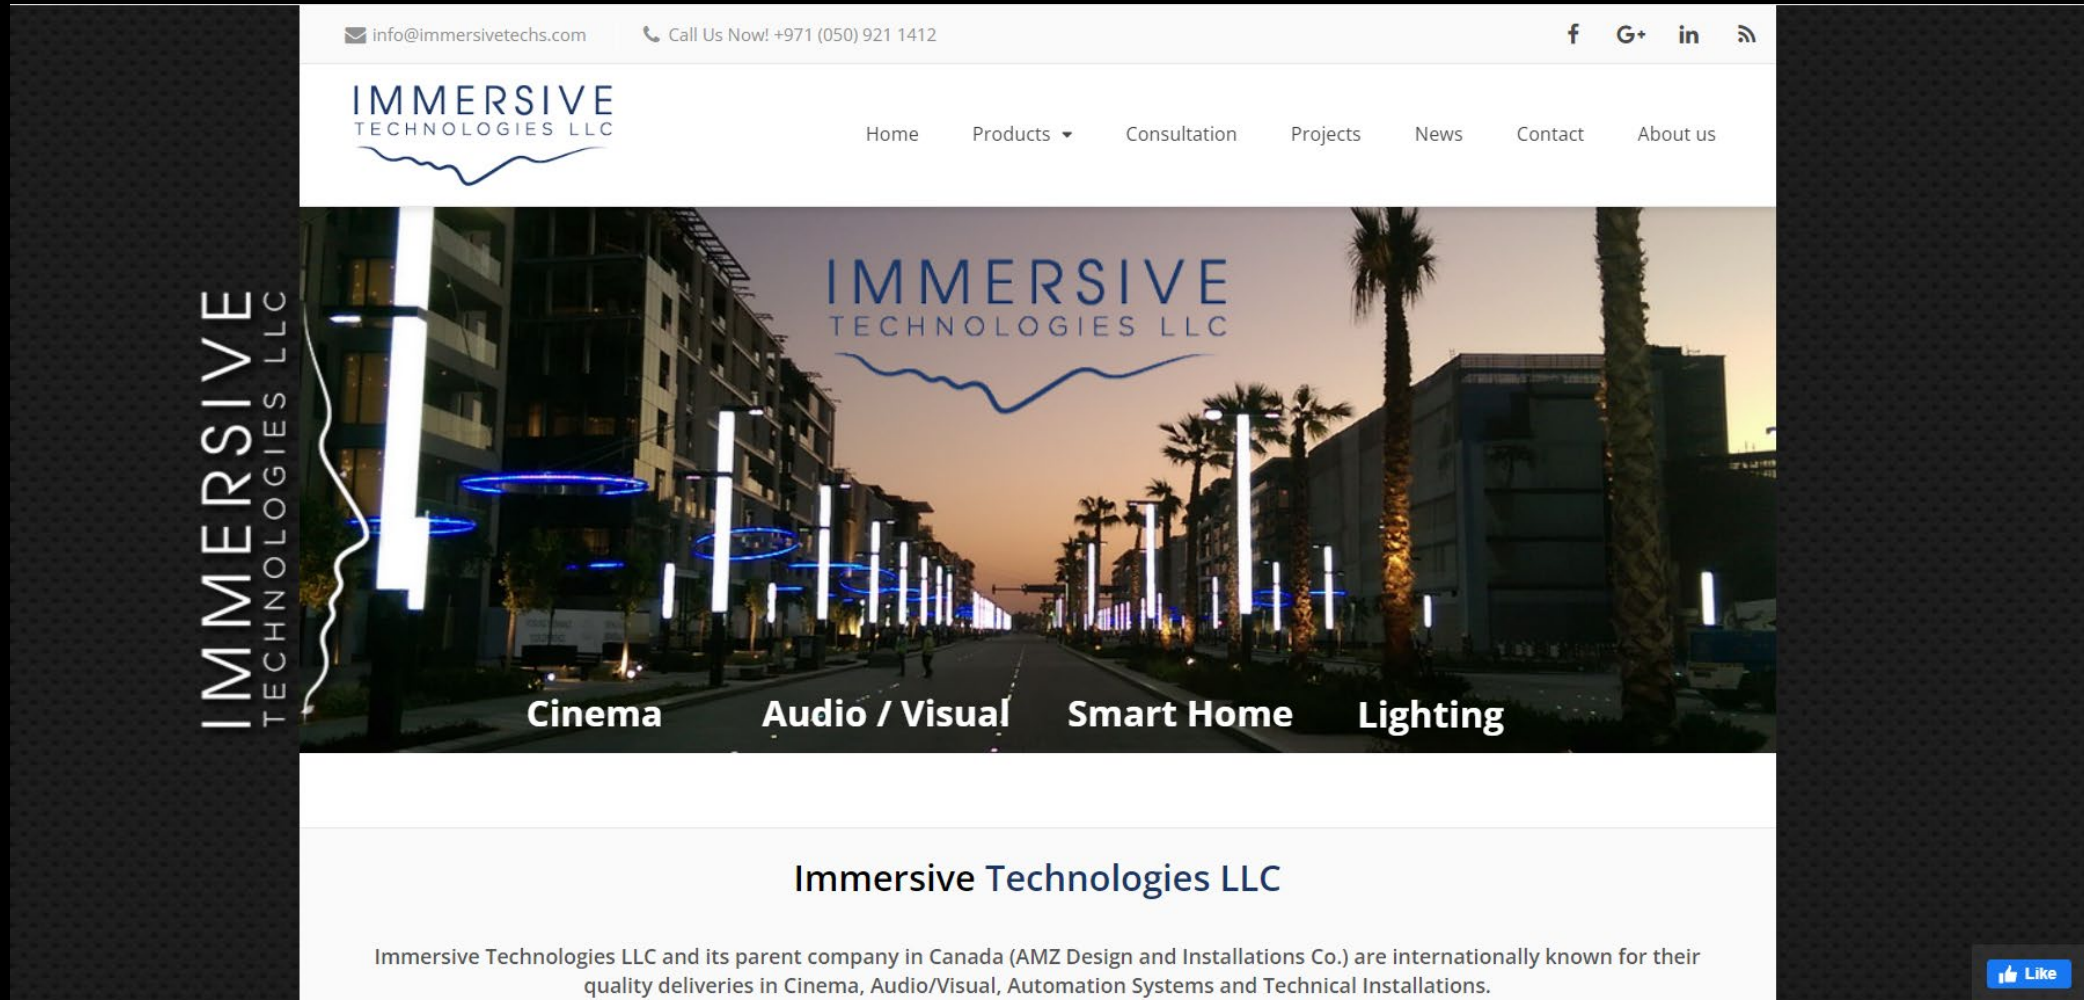 info@immersivetechs.com
Call Us Now! +971 (050) 921 1412
f G+ in
IMMERSIVE
TECHNOLOGIES LLC
Home Products Consultation Projects News Contact About us
IMMERSIVE
TECHNOLOGIES LLC
IMMERSIVE
TECHNOLOGIES LLC
Cinema Audio / Visual Smart Home Lighting
Immersive Technologies LLC
Immersive Technologies LLC and its parent company in Canada (AMZ Design and Installations Co.) are internationally known for their
quality deliveries in Cinema, Audio/Visual, Automation Systems and Technical Installations.
Like